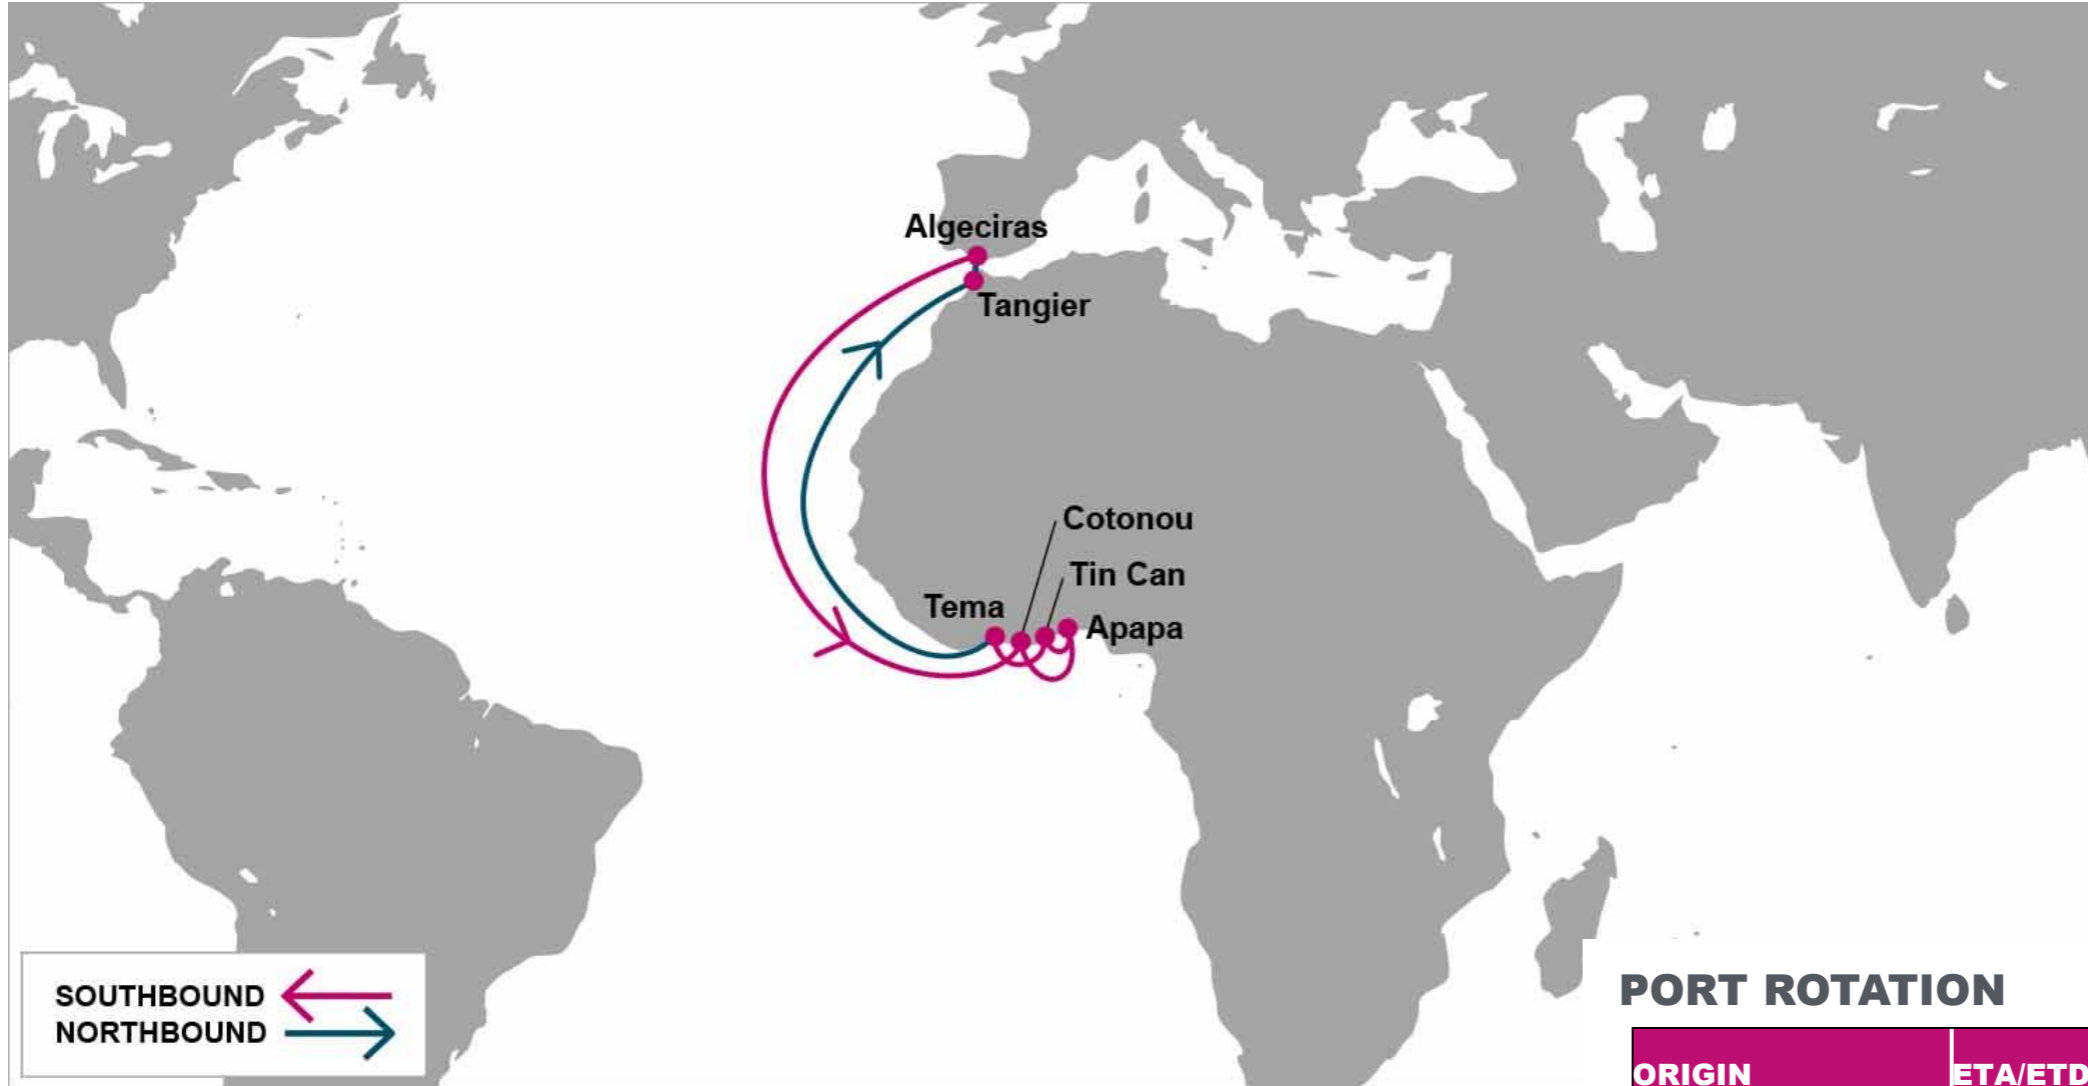 Algeciras
Tangier
Cotonou
Tin Can
Tema
Apapa
SOUTHBOUND
NORTHBOUND
PORT ROTATION
ORIGIN ETA/ETD